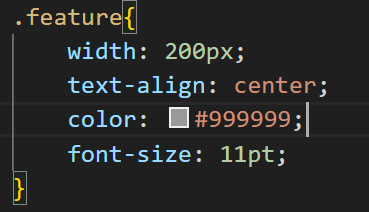 .feature{
width: 200px;
text-align: center;
color: #999999;
font-size: 11pt;
}